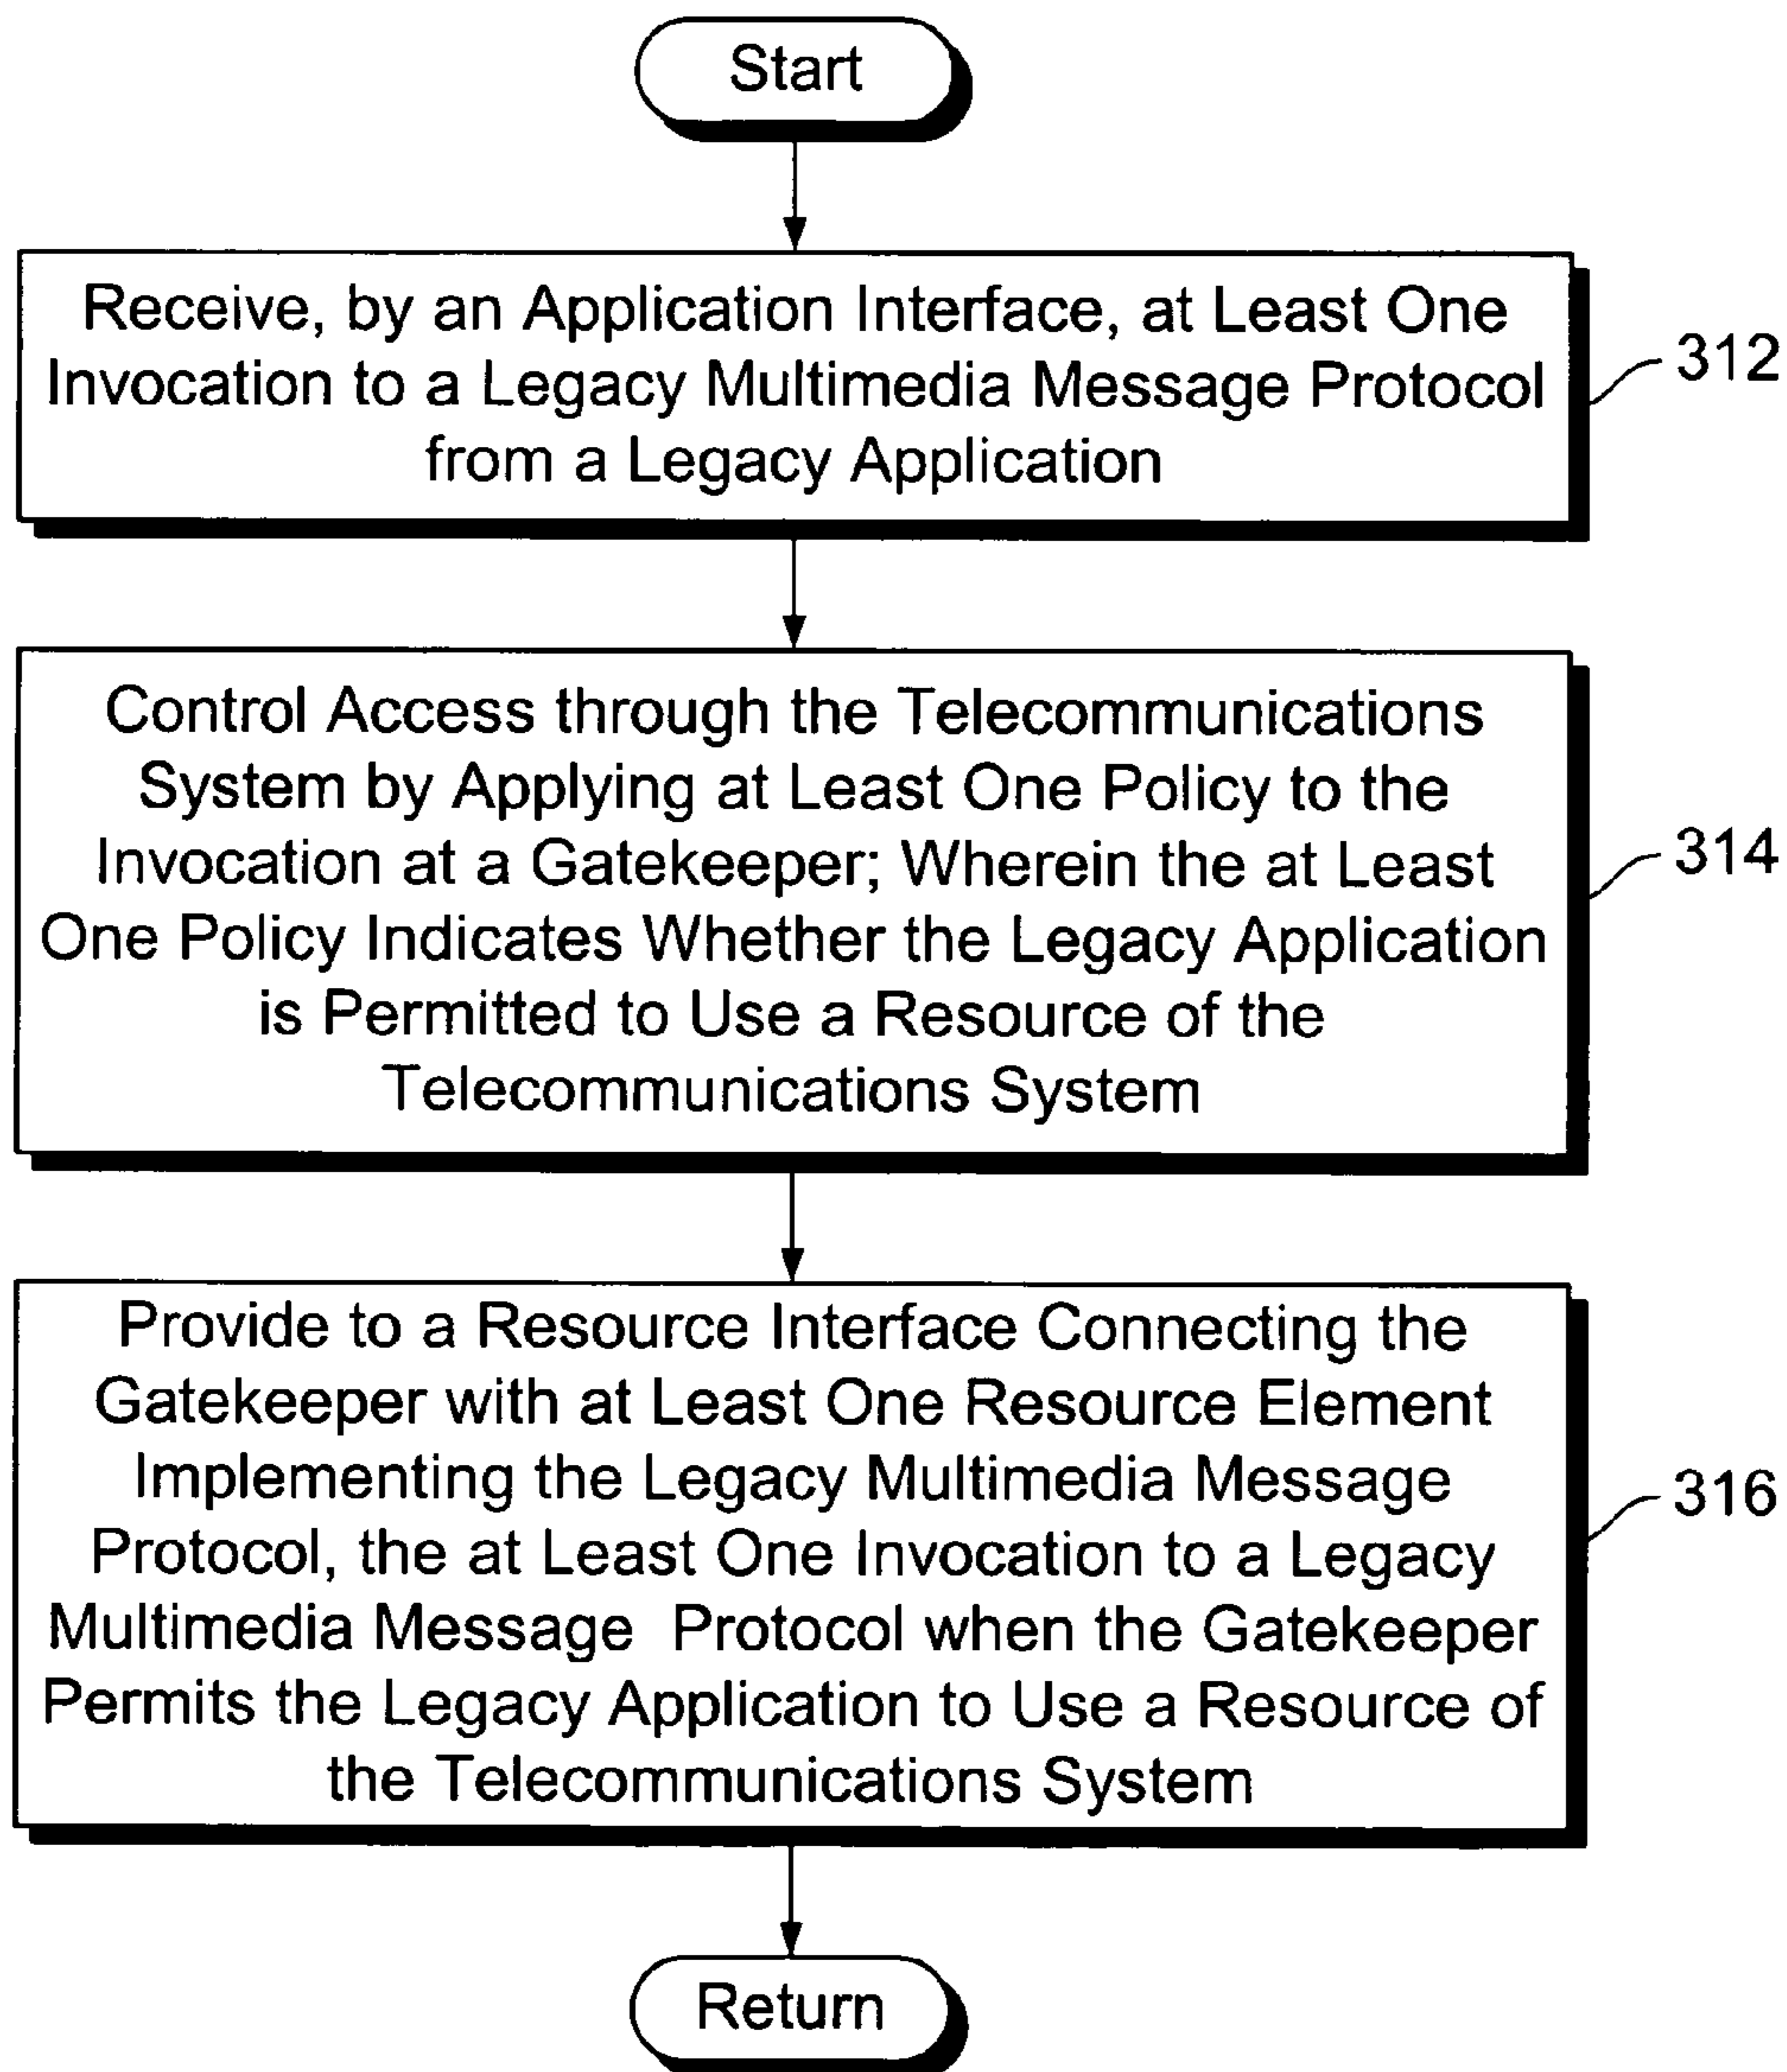 Start
Receive, by an Application Interface, at Least One
Invocation to a Legacy Multimedia Message Protocol
from a Legacy Application
312
Control Access through the Telecommunications
System by Applying at Least One Policy to the
Invocation at a Gatekeeper; Wherein the at Least
One Policy Indicates Whether the Legacy Application
is Permitted to Use a Resource of the
Telecommunications System
314
Provide to a Resource Interface Connecting the
Gatekeeper with at Least One Resource Element
Implementing the Legacy Multimedia Message
Protocol, the at Least One Invocation to a Legacy
Multimedia Message Protocol when the Gatekeeper
Permits the Legacy Application to Use a Resource of
the Telecommunications System
316
Return